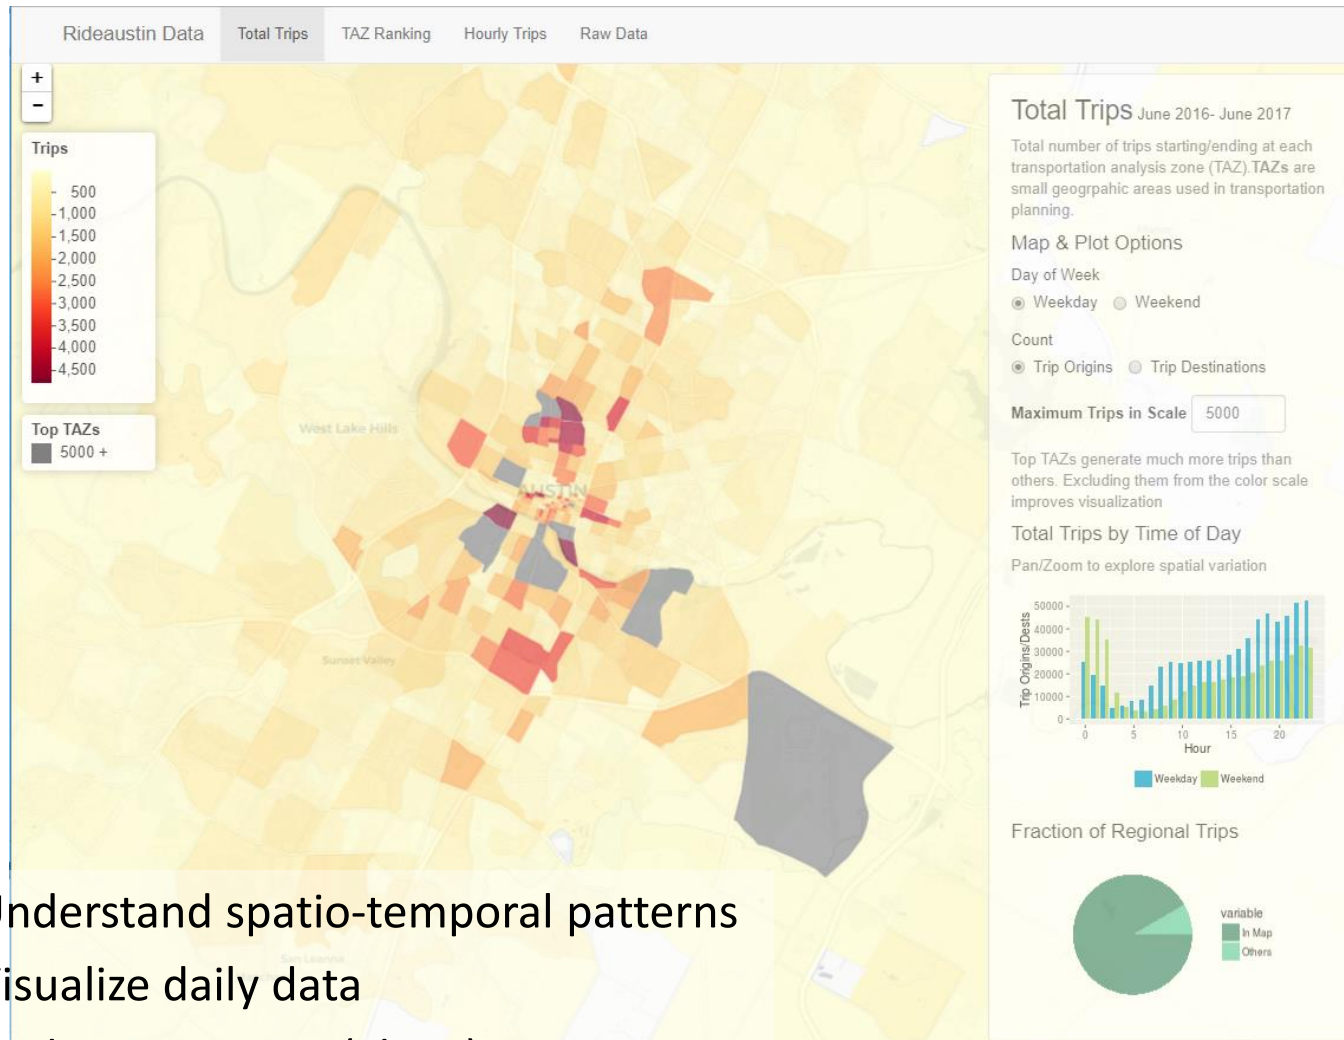 Rideaustin Data Total Trips TAZ Ranking Hourly Trips Raw Data
+
-
Trips
500
1,000
1,500
2,000
2,500
3,000
3,500
4,000
4,500
Top TAZs
5000 +
West Lake Hills
AUSTIN
Sunset Valley
San Leanna
Total Trips June 2016- June 2017
Total number of trips starting/ending at each
transportation analysis zone (TAZ).TAZs are
small geogrpahic areas used in transportation
planning.
Map & Plot Options
Day of Week
Weekday Weekend
Count
Trip Origins Trip Destinations
Maximum Trips in Scale 5000
Top TAZs generate much more trips than
others. Excluding them from the color scale
improves visualization
Total Trips by Time of Day
Pan/Zoom to explore spatial variation
Trip Origins/Dests
50000
40000
30000
20000
10000
0
0 5 10 15 20
Hour
Weekday Weekend
Fraction of Regional Trips
variable
In Map
Others
nderstand spatio-temporal patterns
isualize daily data